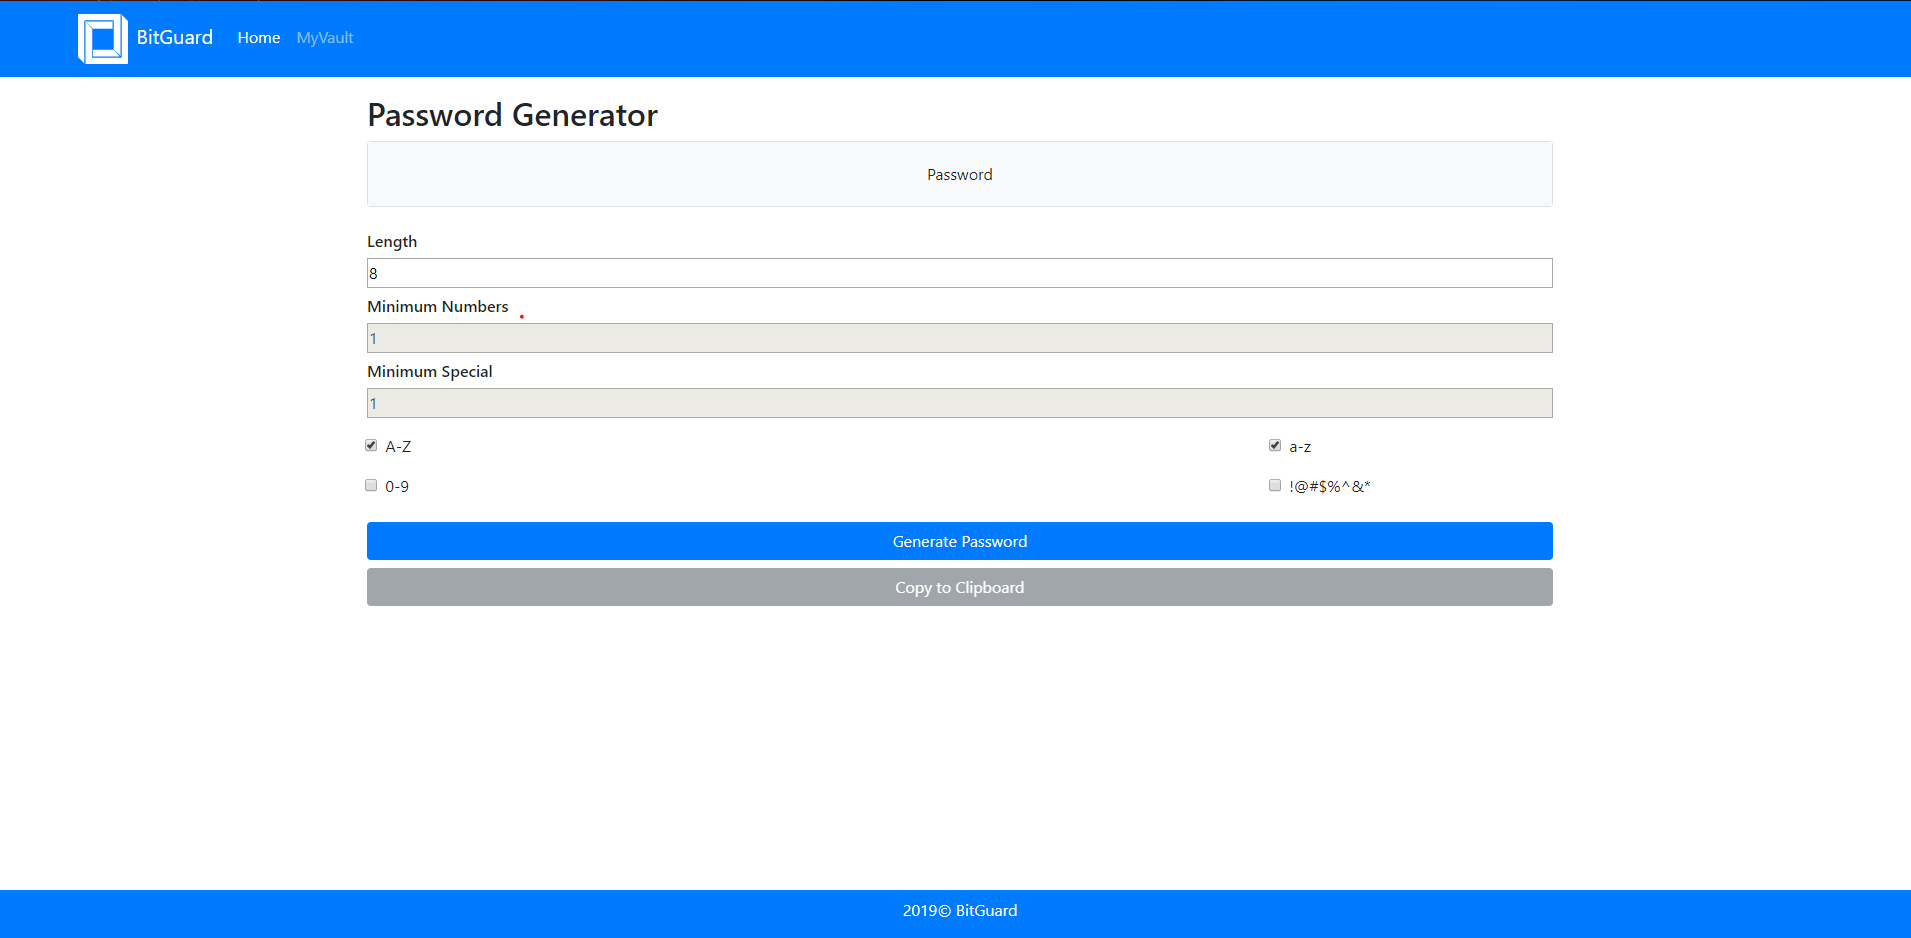 BitGuard Home MyVault
Password Generator
Password
Length
8
Minimum Numbers
1
Minimum Special
1
A-Z a-z
0-9 !@#$%^&*
Generate Password
Copy to Clipboard
2019© BitGuard